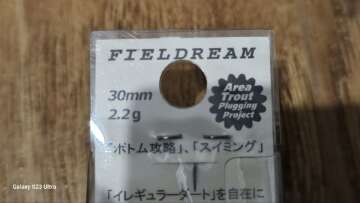 FIELDREAM
30mm
2.2g
Area
Trout
Plugging
Project
「ボトム攻略」、「スイミング」
「イレギュラーダート」を自在に
Galaxy S23 Ultra